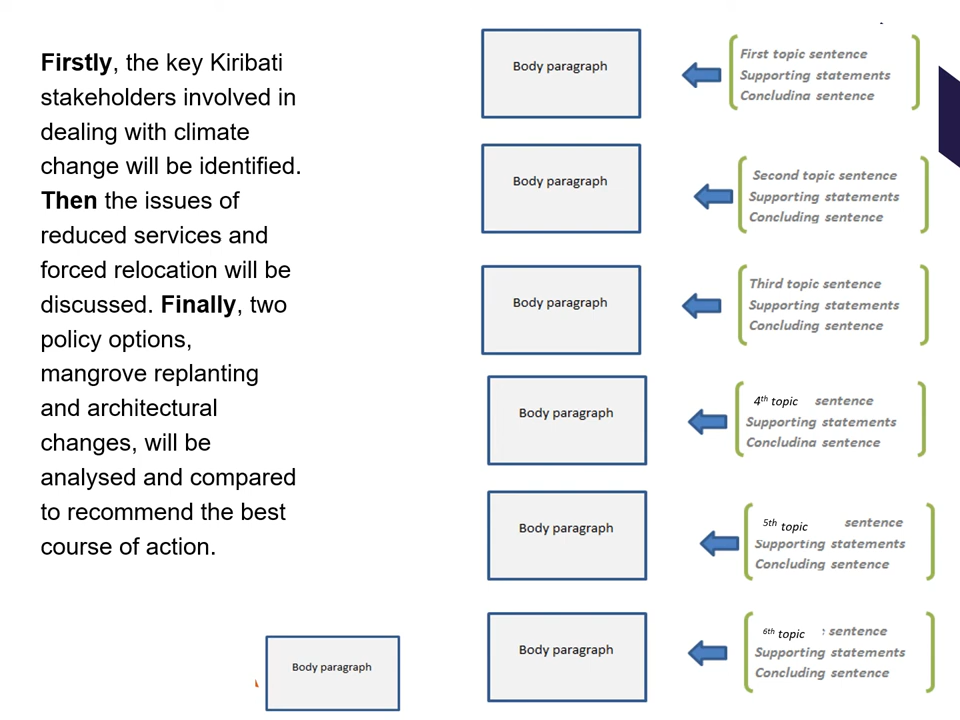 Firstly, the key Kiribati
stakeholders involved in
dealing with climate
change will be identified.
Then the issues of
reduced services and
forced relocation will be
discussed. Finally, two
policy options,
mangrove replanting
and architectural
changes, will be
analysed and compared
to recommend the best
course of action.
Body paragraph
First topic sentence
Supporting statements
Concluding sentence
Body paragraph
Second topic sentence
Supporting statements
Concluding sentence
Body paragraph
Third topic sentence
Supporting statements
Concluding sentence
Body paragraph
4th topic sentence
Supporting statements
Concluding sentence
Body paragraph
5th topic sentence
Supporting statements
Concluding sentence
Body paragraph
6th topic : sentence
Supporting statements
Concluding sentence
Body paragraph